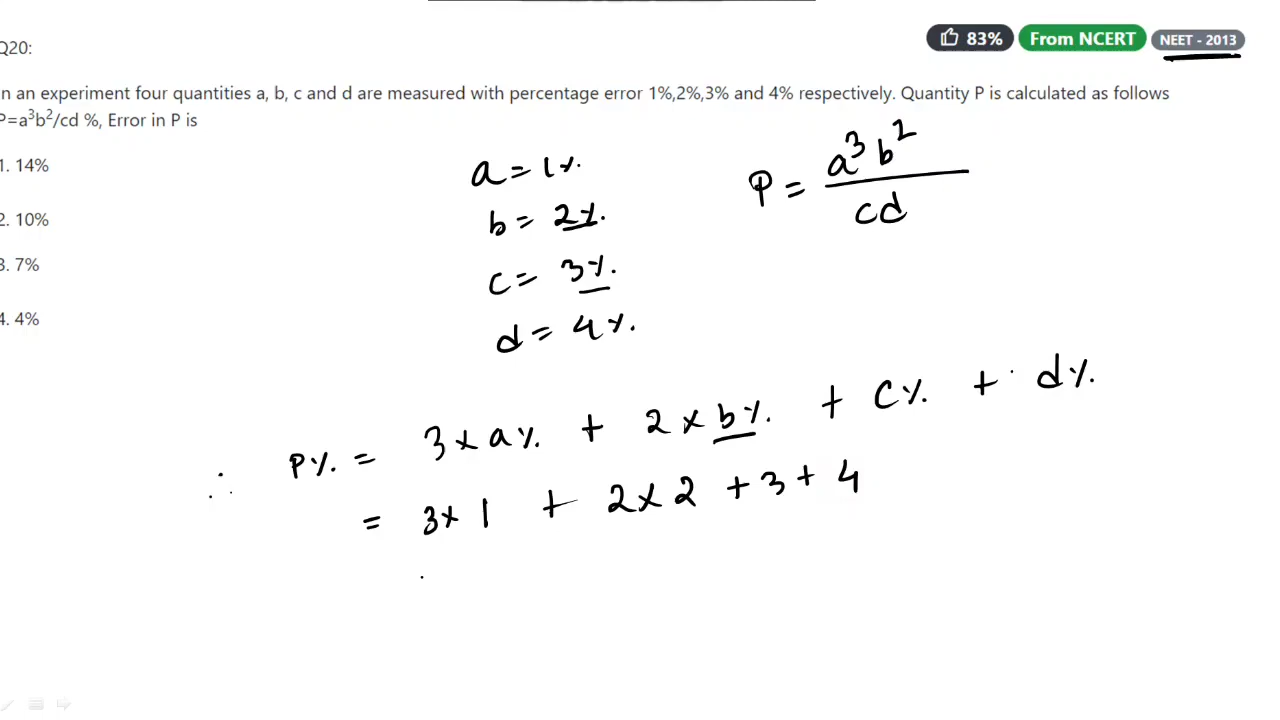 83% From NCERT NEET - 2013
Q20:
n an experiment four quantities a, b, c and d are measured with percentage error 1%,2%,3% and 4% respectively. Quantity P is calculated as follows
P=a³b²/cd %, Error in P is
1. 14%
2. 10%
3. 7%
4. 4%
a = 1%.
b = 2%.
c = 3%.
d = 4%.
P = a³ b² / cd
∴ P%. = 3 × a%. + 2 × b%. + c%. + d%.
= 3 × 1 + 2 × 2 + 3 + 4